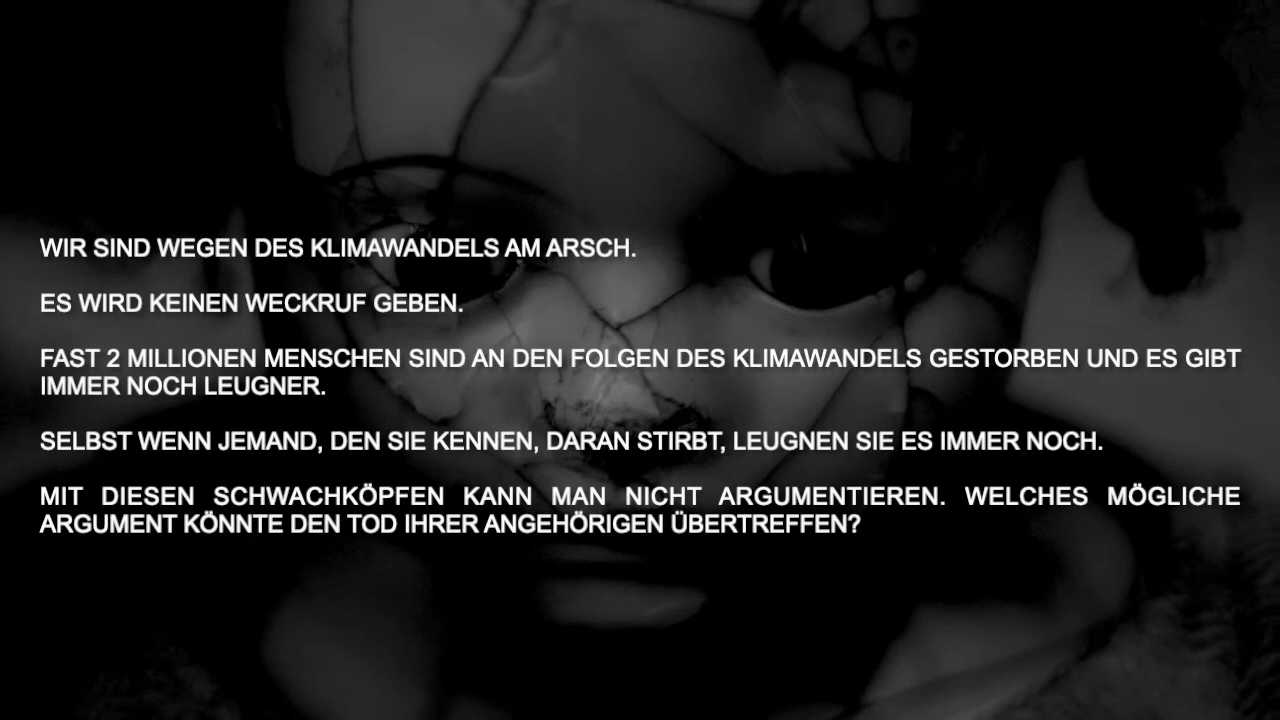 WIR SIND WEGEN DES KLIMAWANDELS AM ARSCH.
ES WIRD KEINEN WECKRUF GEBEN.
FAST 2 MILLIONEN MENSCHEN SIND AN DEN FOLGEN DES KLIMAWANDELS GESTORBEN UND ES GIBT
IMMER NOCH LEUGNER.
SELBST WENN JEMAND, DEN SIE KENNEN, DARAN STIRBT, LEUGNEN SIE ES IMMER NOCH.
MIT DIESEN SCHWACHKÖPFEN KANN MAN NICHT ARGUMENTIEREN. WELCHES MÖGLICHE
ARGUMENT KÖNNTE DEN TOD IHRER ANGEHÖRIGEN ÜBERTREFFEN?